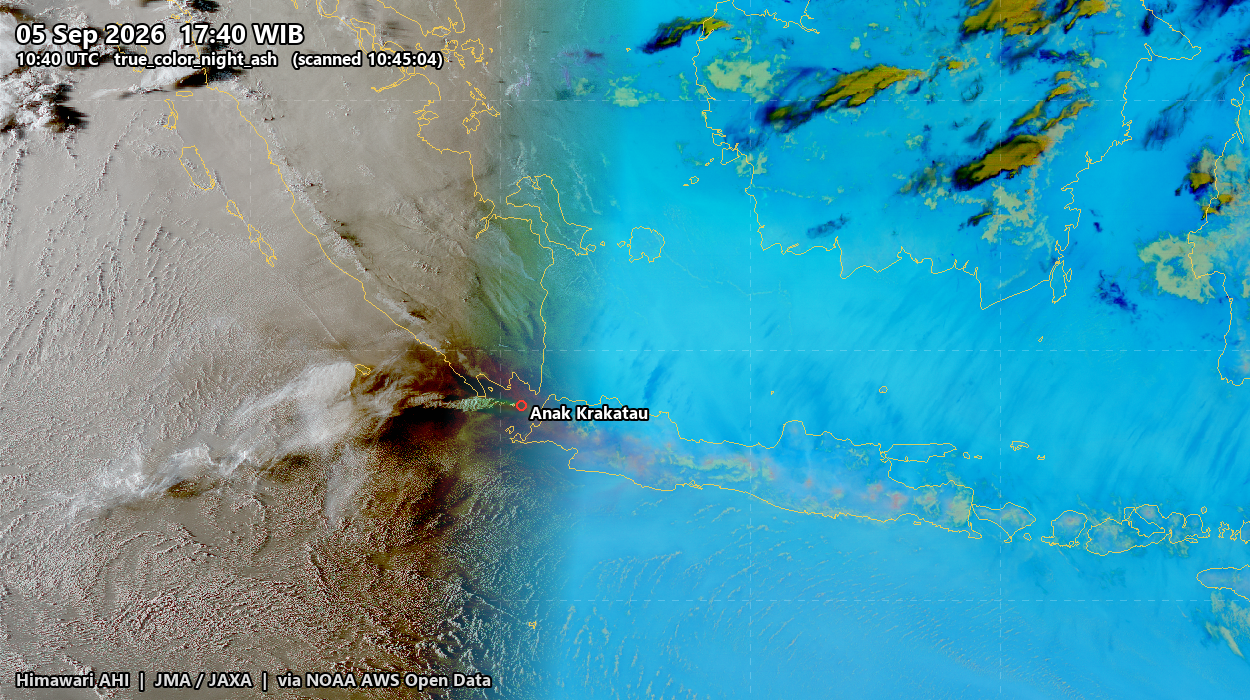 05 Sep 2026  17:40 WIB
10:40 UTC   true_color_night_ash   (scanned 10:45:04)
Anak Krakatau
Himawari AHI  |  JMA / JAXA  |  via NOAA AWS Open Data